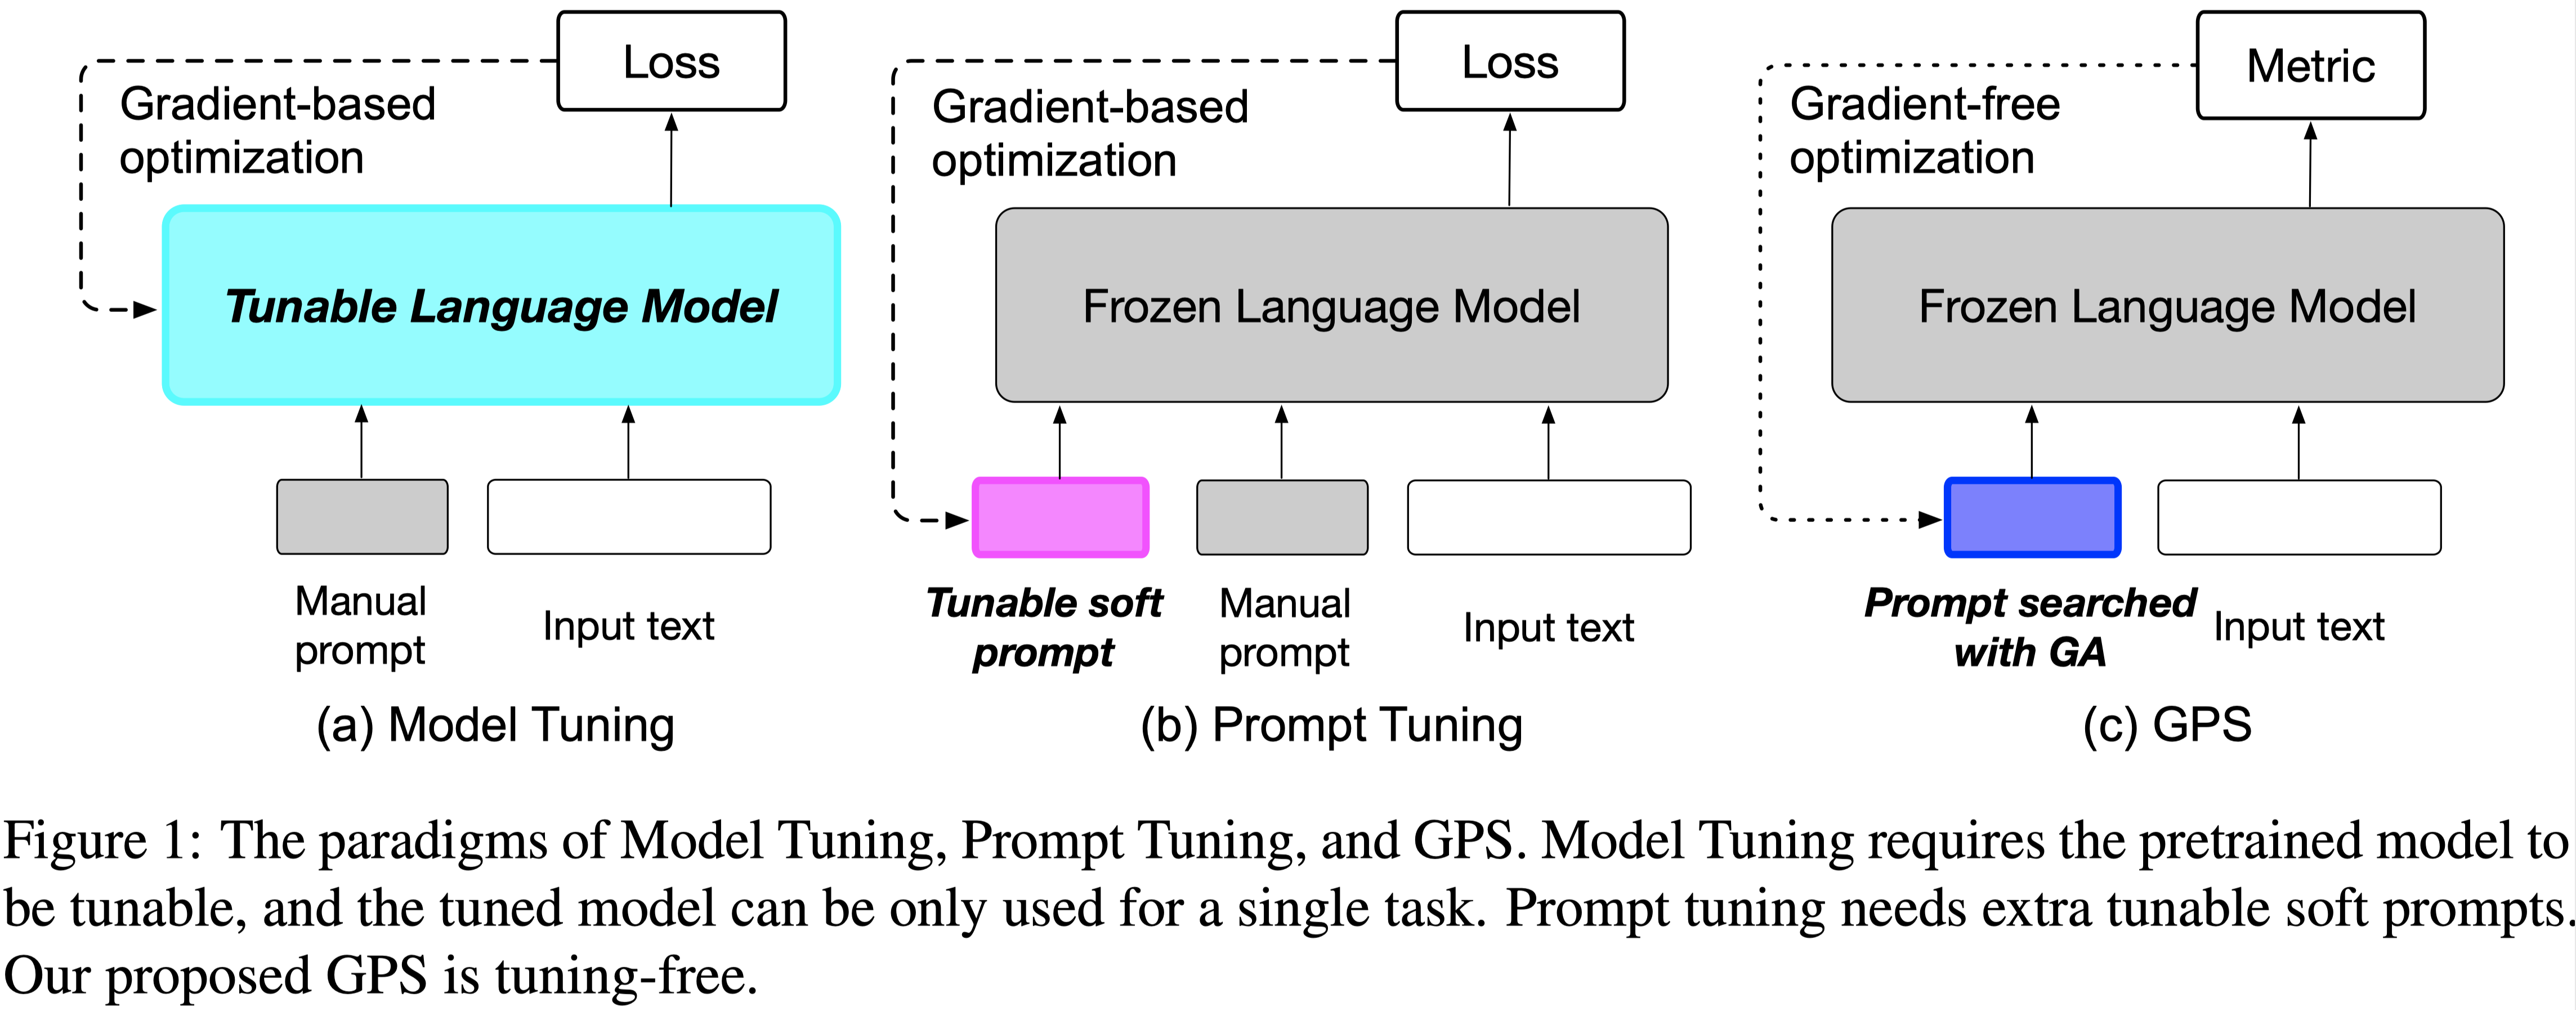 Loss
Gradient-based
optimization
Tunable Language Model
Manual
prompt
Input text
(a) Model Tuning
Loss
Gradient-based
optimization
Frozen Language Model
Tunable soft
prompt
Manual
prompt
Input text
(b) Prompt Tuning
Metric
Gradient-free
optimization
Frozen Language Model
Prompt searched
with GA
Input text
(c) GPS
Figure 1: The paradigms of Model Tuning, Prompt Tuning, and GPS. Model Tuning requires the pretrained model to
be tunable, and the tuned model can be only used for a single task. Prompt tuning needs extra tunable soft prompts.
Our proposed GPS is tuning-free.